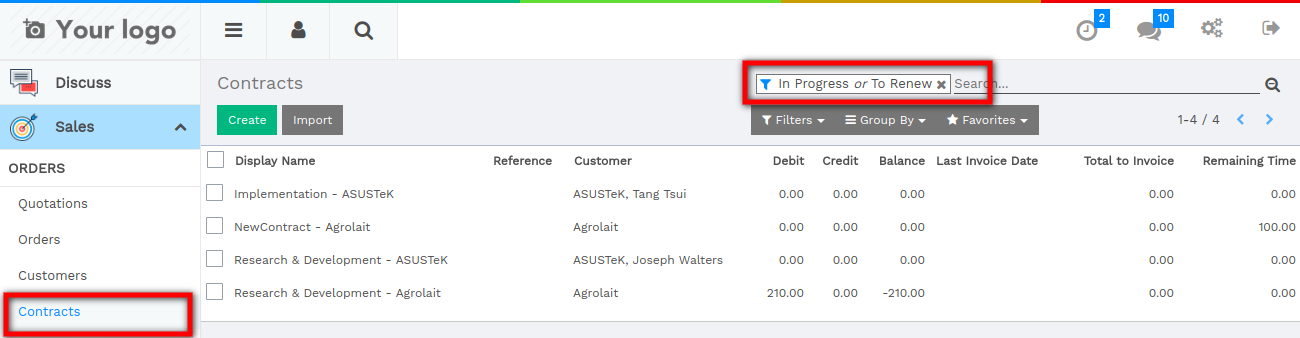 Your logo
2
10
Discuss
Sales
ORDERS
Quotations
Orders
Customers
Contracts
Contracts
In Progress or To Renew
Search...
Create
Import
Filters
Group By
Favorites
1-4 / 4
Display Name Reference Customer Debit Credit Balance Last Invoice Date Total to Invoice Remaining Time
Implementation - ASUSTeK ASUSTeK, Tang Tsui 0.00 0.00 0.00 0.00 0.00
NewContract - Agrolait Agrolait 0.00 0.00 0.00 0.00 100.00
Research & Development - ASUSTeK ASUSTeK, Joseph Walters 0.00 0.00 0.00 0.00 0.00
Research & Development - Agrolait Agrolait 210.00 0.00 -210.00 0.00 0.00